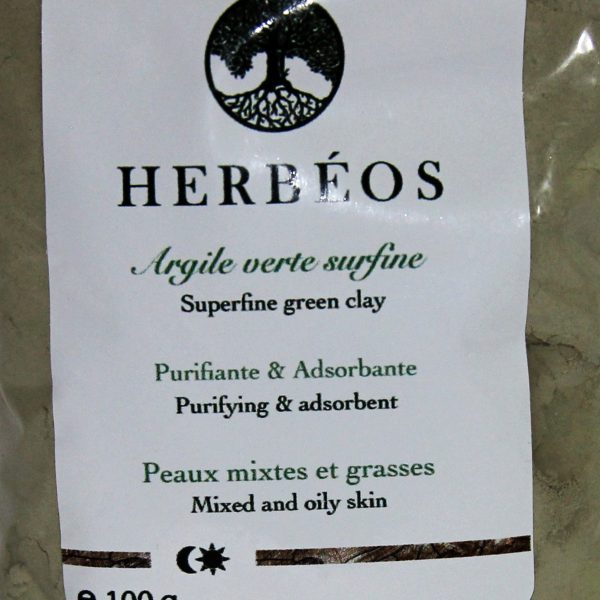 HERBÉOS
Argile verte surfine
Superfine green clay
Purifiante & Adsorbante
Purifying & adsorbent
Peaux mixtes et grasses
Mixed and oily skin
℮ 100 g